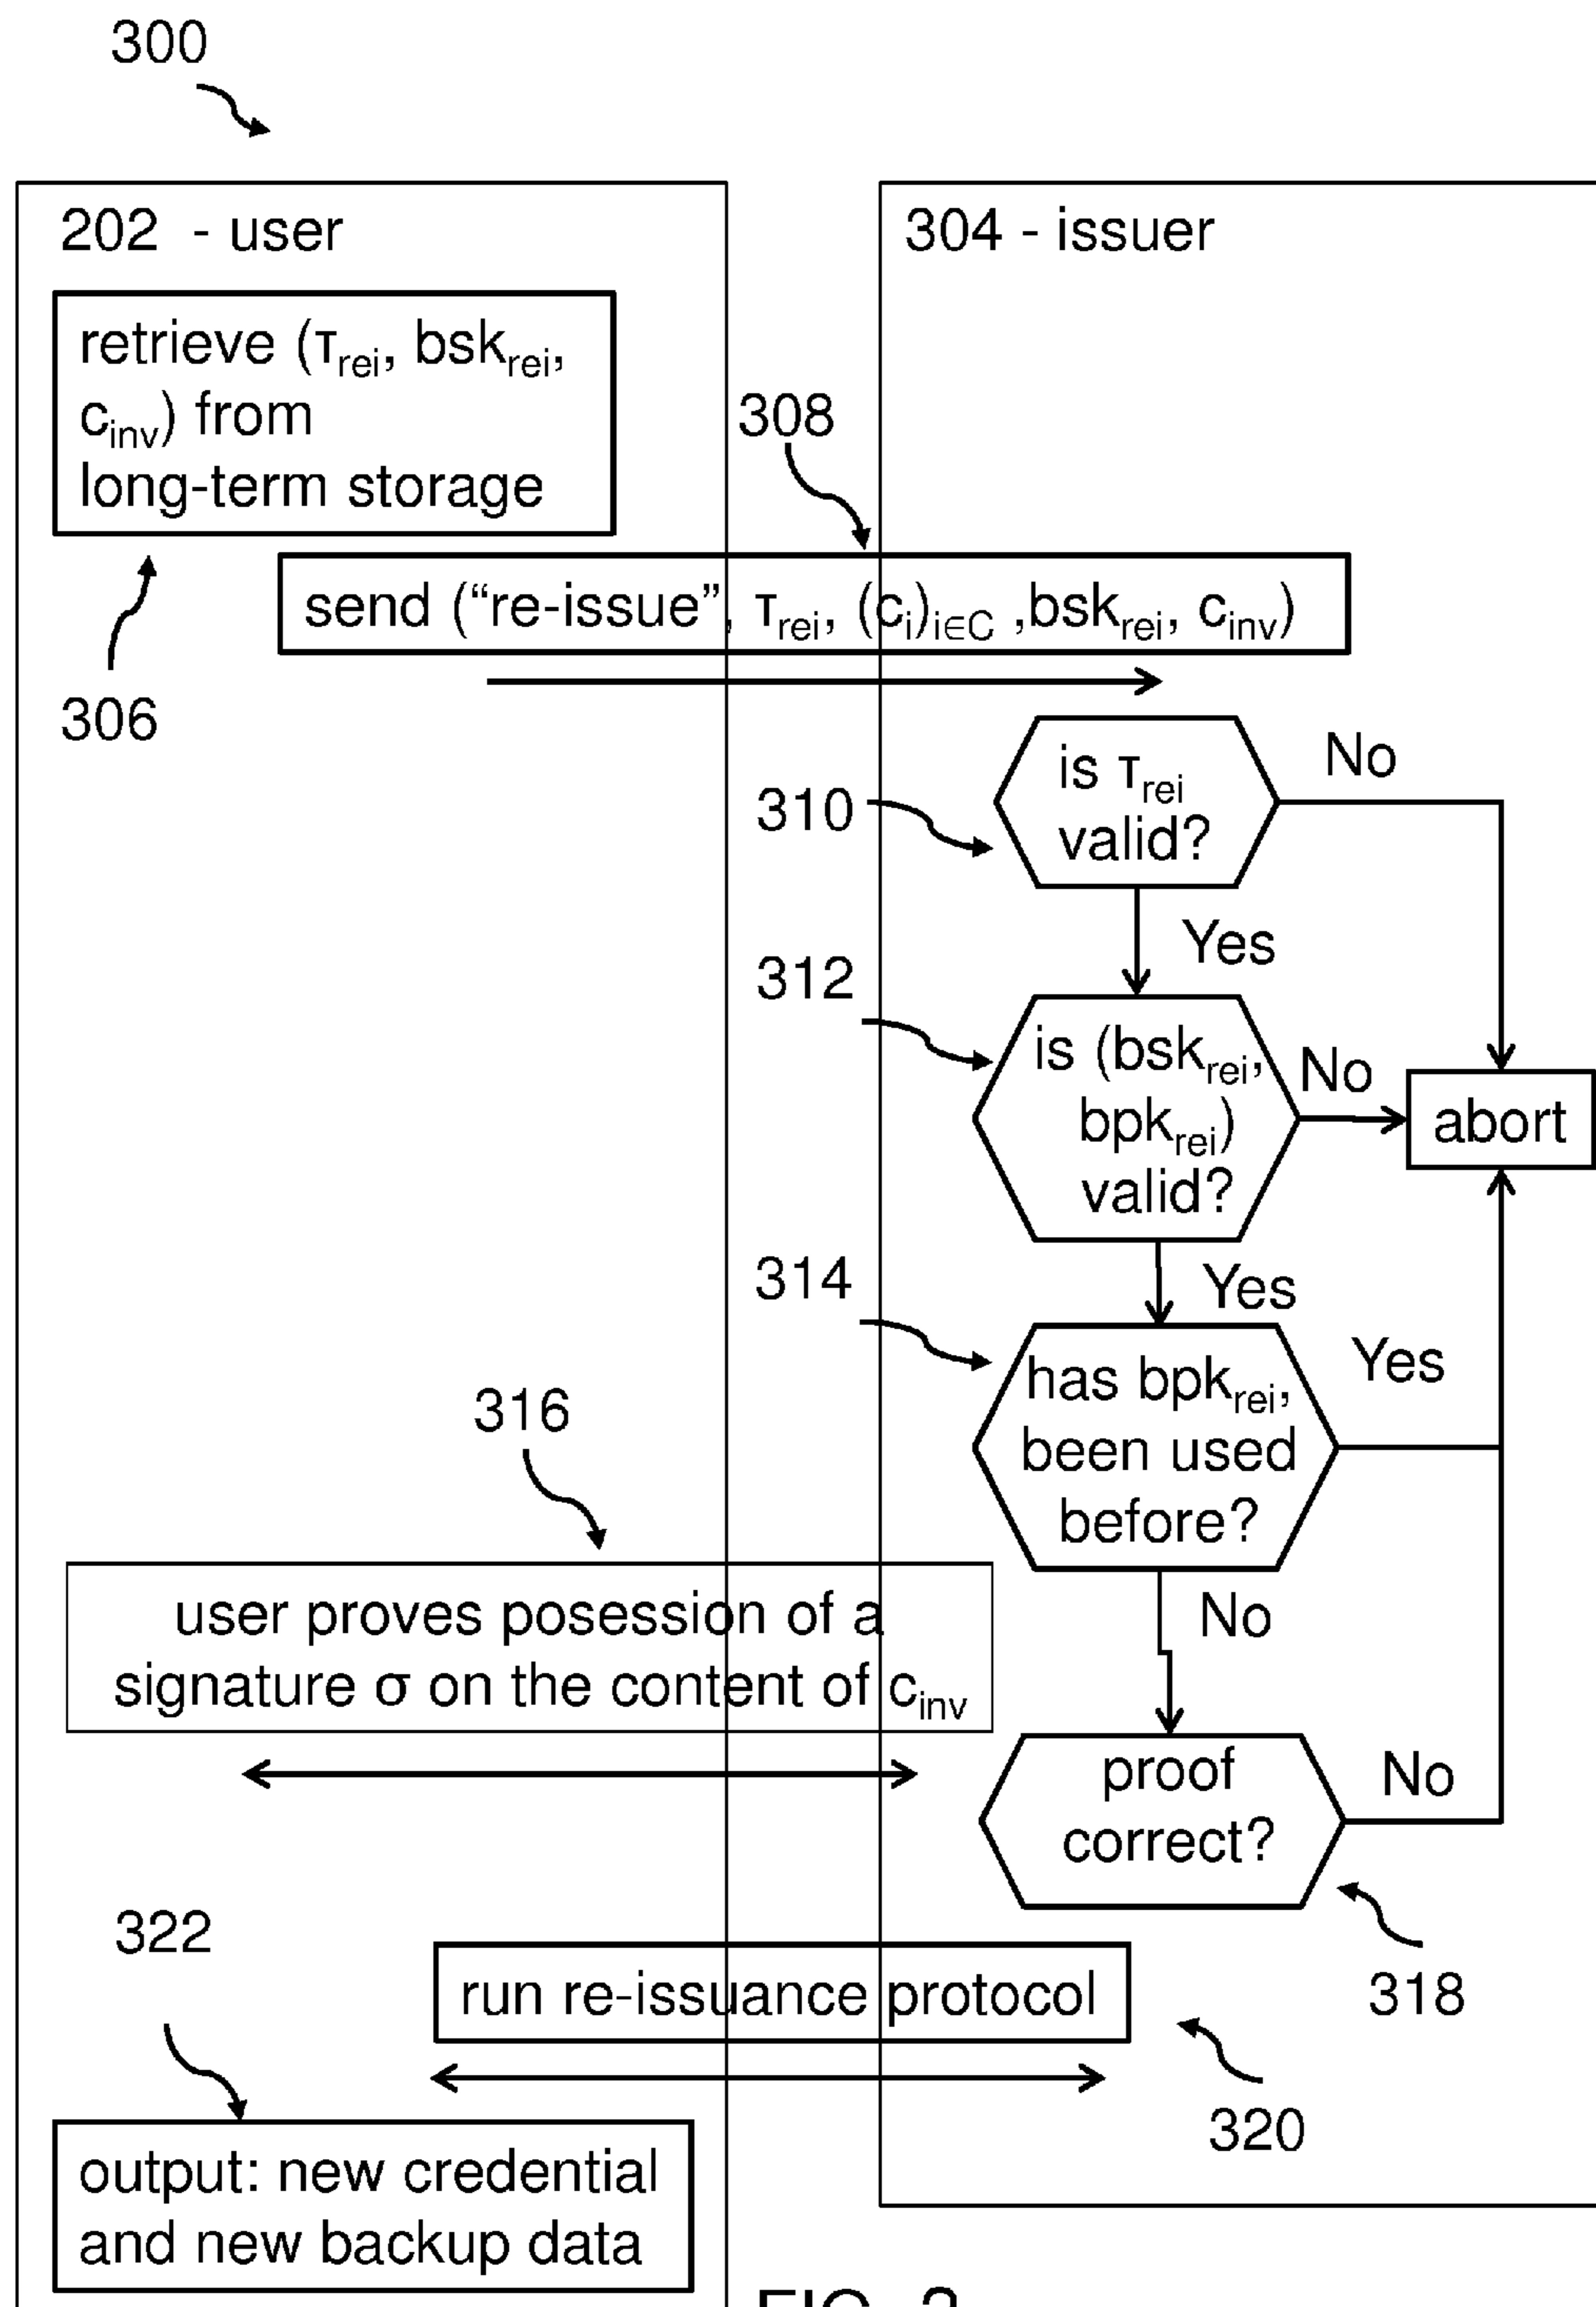 300
202 - user
304 - issuer
retrieve (τrei, bskrei,
cinv) from
long-term storage
308
send (“re-issue”, τrei, (ci)i∈C ,bskrei, cinv)
306
is τrei
valid?
No
310
Yes
312
is (bskrei,
bpkrei)
valid?
No
abort
314
Yes
has bpkrei,
been used
before?
Yes
316
user proves posession of a
signature σ on the content of cinv
No
proof
correct?
No
322
318
run re-issuance protocol
320
output: new credential
and new backup data